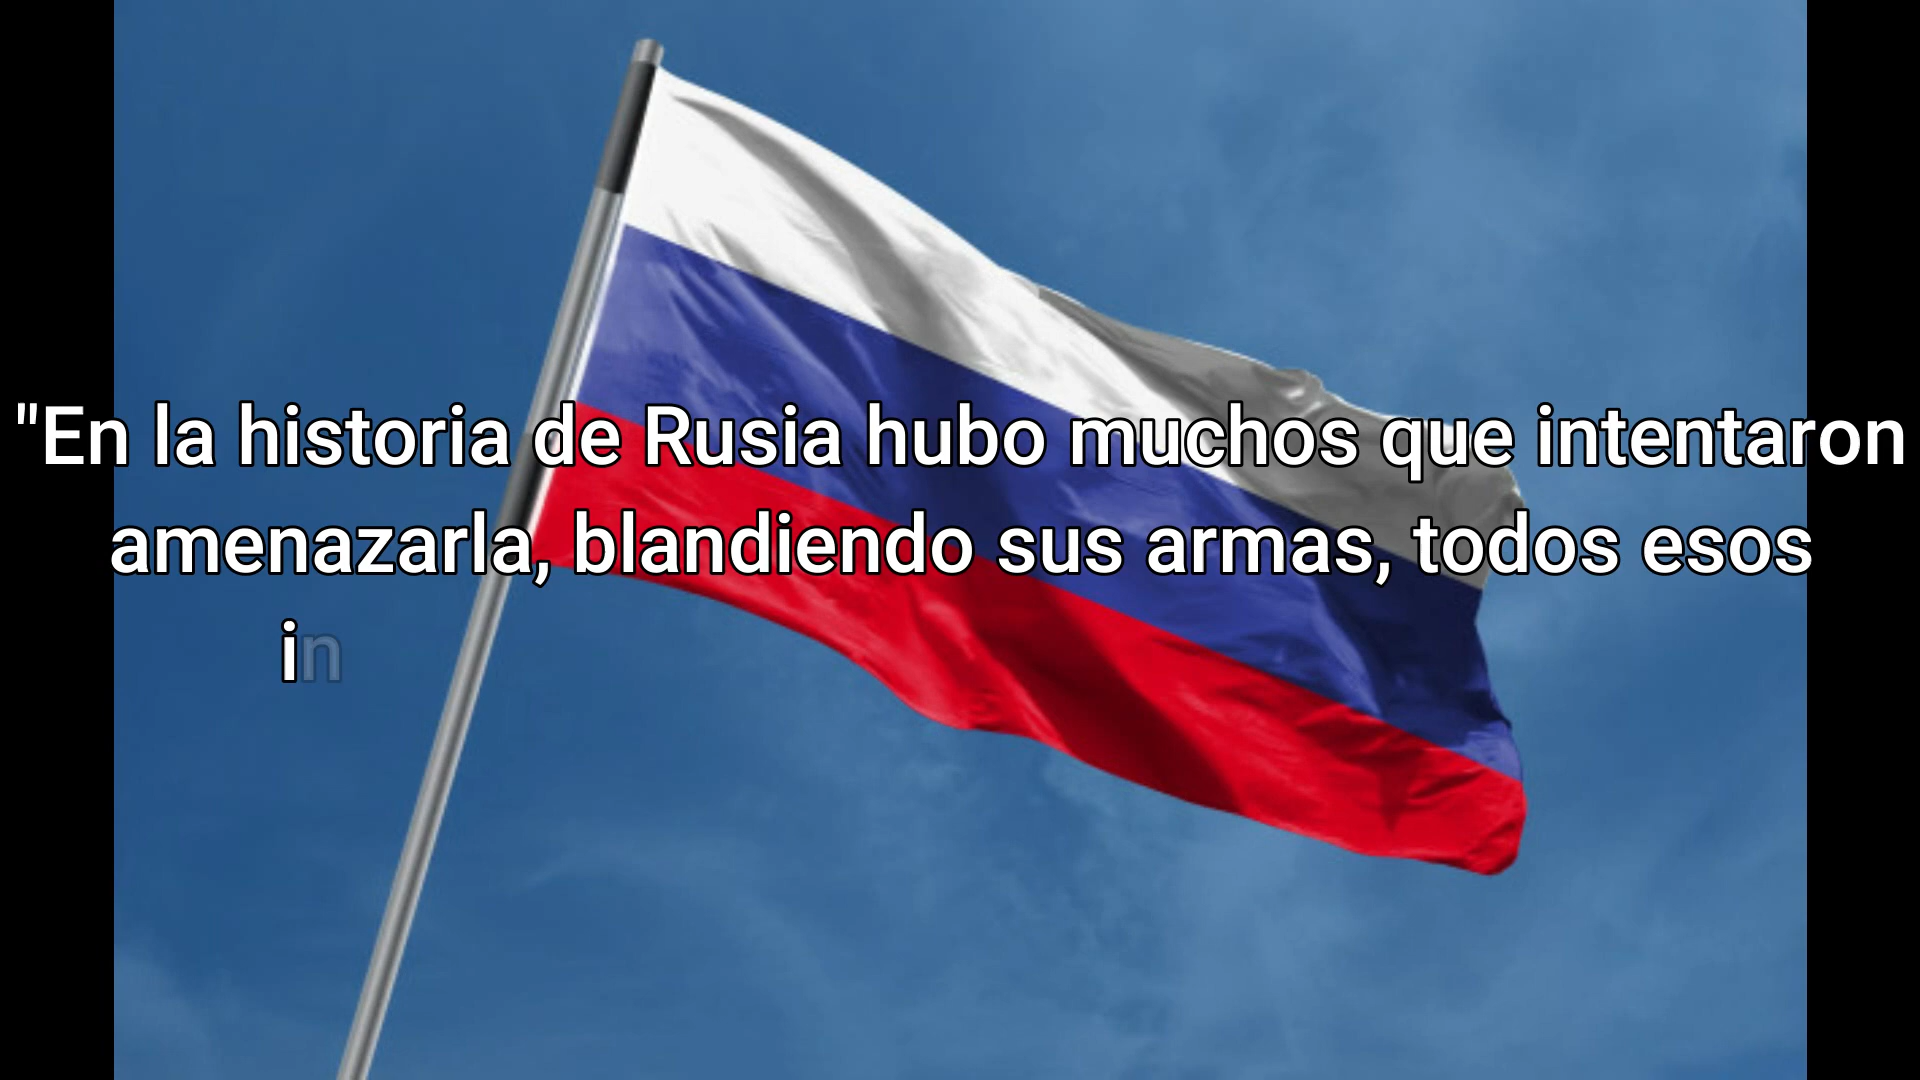 "En la historia de Rusia hubo muchos que intentaron
amenazarla, blandiendo sus armas, todos esos
in